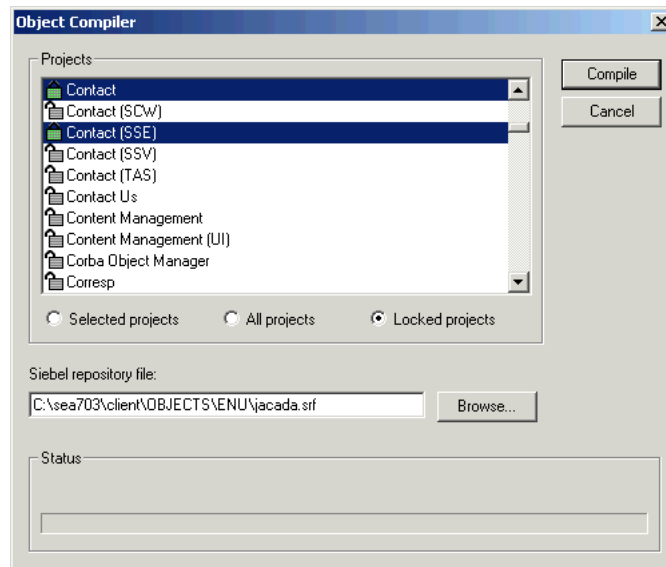 Object Compiler
Projects
Contact
Contact (SCW)
Contact (SSE)
Contact (SSV)
Contact (TAS)
Contact Us
Content Management
Content Management (UI)
Corba Object Manager
Corresp
Selected projects
All projects
Locked projects
Compile
Cancel
Siebel repository file:
C:\sea703\client\OBJECTS\ENU\jacada.srf
Browse...
Status